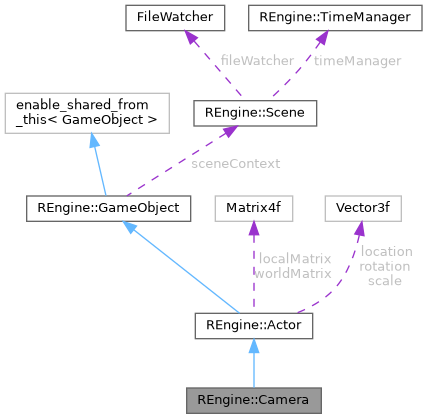 FileWatcher
REngine::TimeManager
fileWatcher
timeManager
enable_shared_from
_this< GameObject >
REngine::Scene
sceneContext
REngine::GameObject
Matrix4f
Vector3f
localMatrix
worldMatrix
location
rotation
scale
REngine::Actor
REngine::Camera